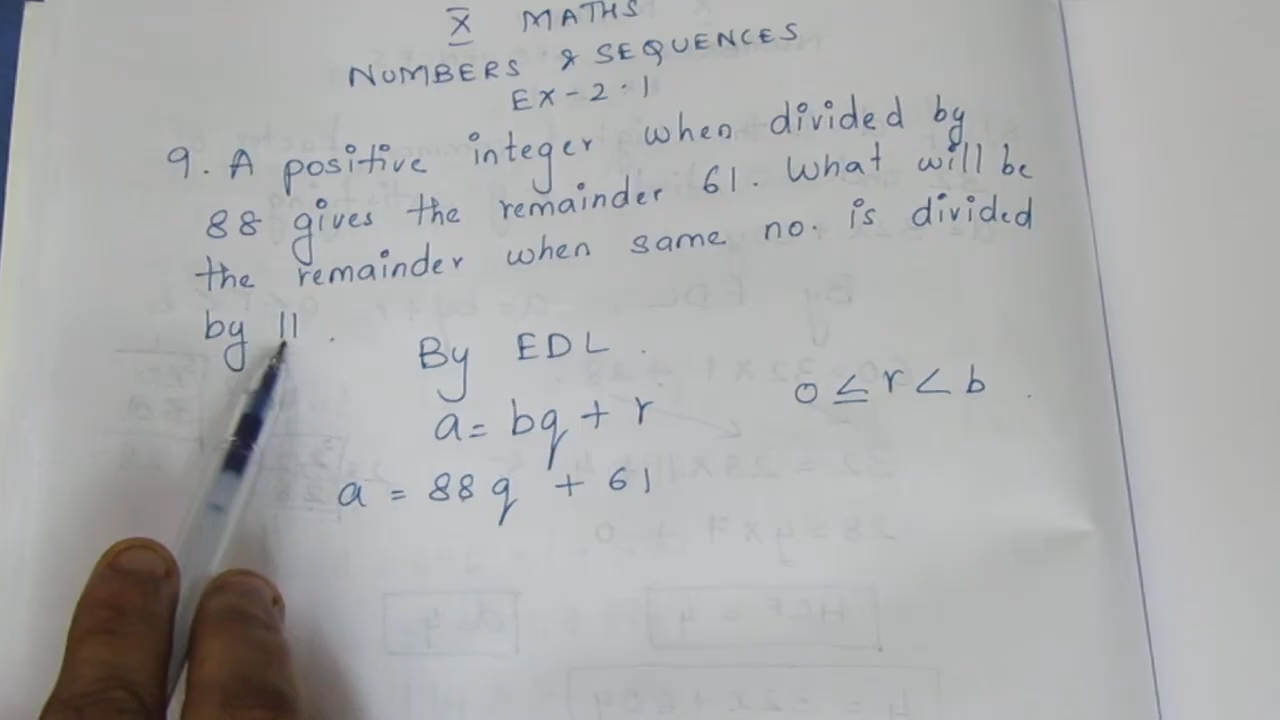 X MATHS
NUMBERS & SEQUENCES
EX-2.1
9. A positive integer when divided by
88 gives the remainder 61. What will be
the remainder when same no. is divided
by 11.
By EDL.
a = bq + r 0 ≤ r < b.
a = 88q + 61